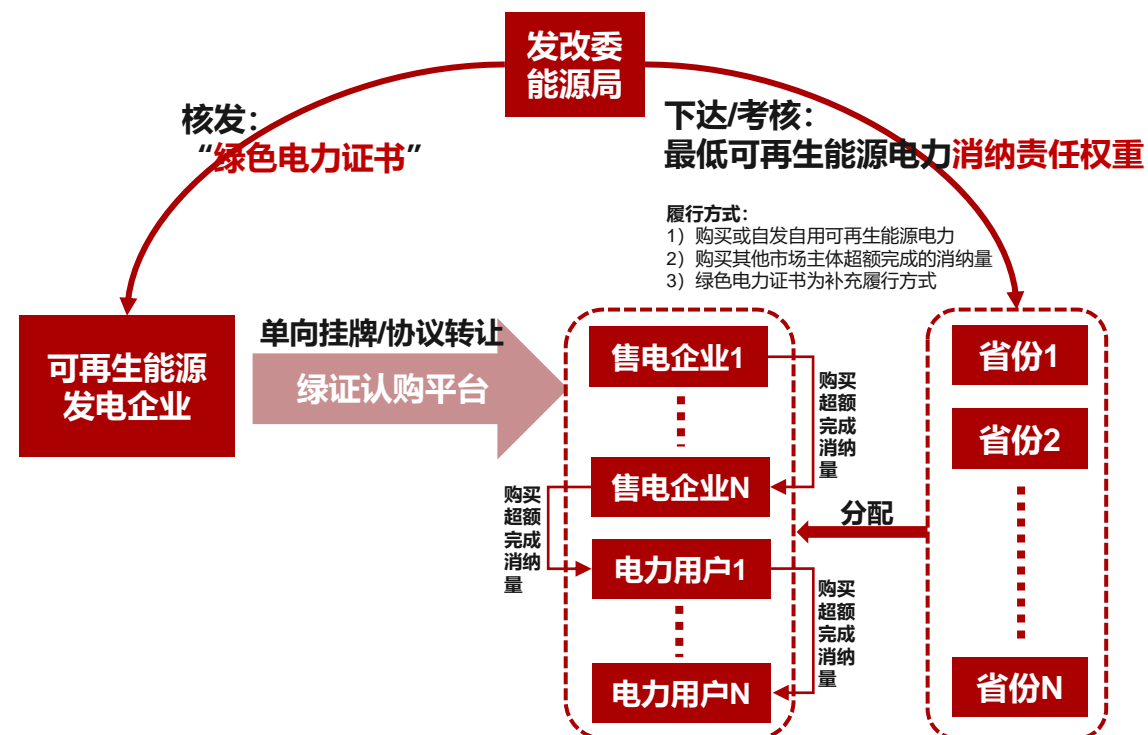 发改委
能源局
核发：
“绿色电力证书”
下达/考核：
最低可再生能源电力消纳责任权重
履行方式：
1）购买或自发自用可再生能源电力
2）购买其他市场主体超额完成的消纳量
3）绿色电力证书为补充履行方式
可再生能源
发电企业
单向挂牌/协议转让
绿证认购平台
售电企业1
购买
超额
完成
消纳
量
售电企业N
购买
超额
完成
消纳
量
电力用户1
购买
超额
完成
消纳
量
电力用户N
分配
省份1
省份2
省份N